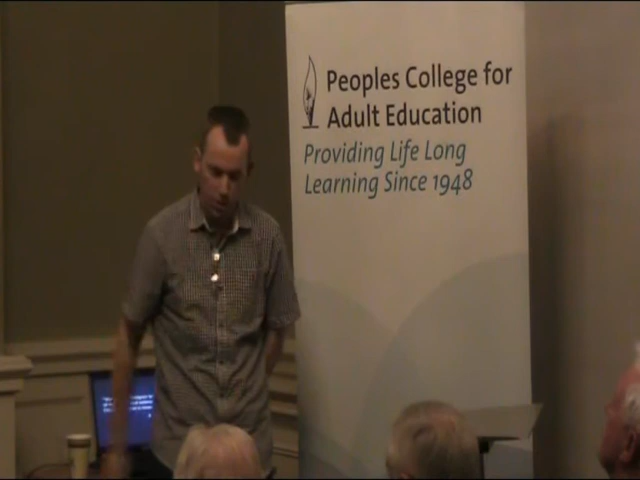 Peoples College for
Adult Education
Providing Life Long
Learning Since 1948